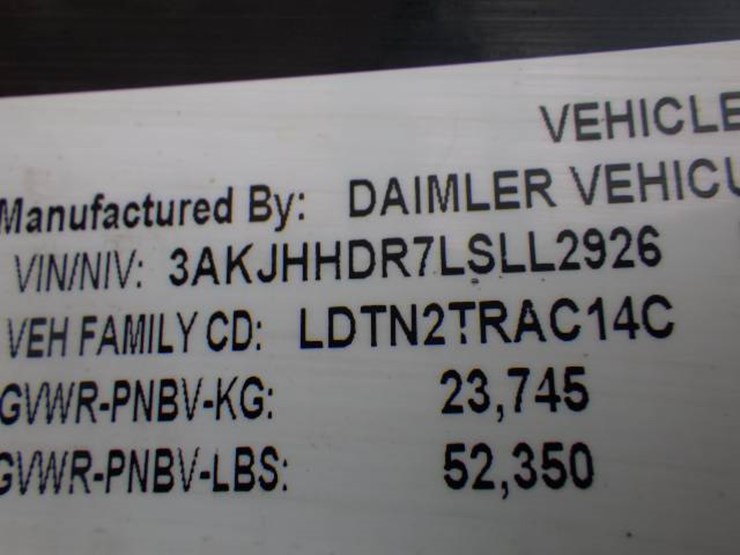 VEHICLE
Manufactured By: DAIMLER VEHICU
VIN/NIV: 3AKJHHDR7LSLL2926
VEH FAMILY CD: LDTN2TRAC14C
GVWR-PNBV-KG: 23,745
GVWR-PNBV-LBS: 52,350